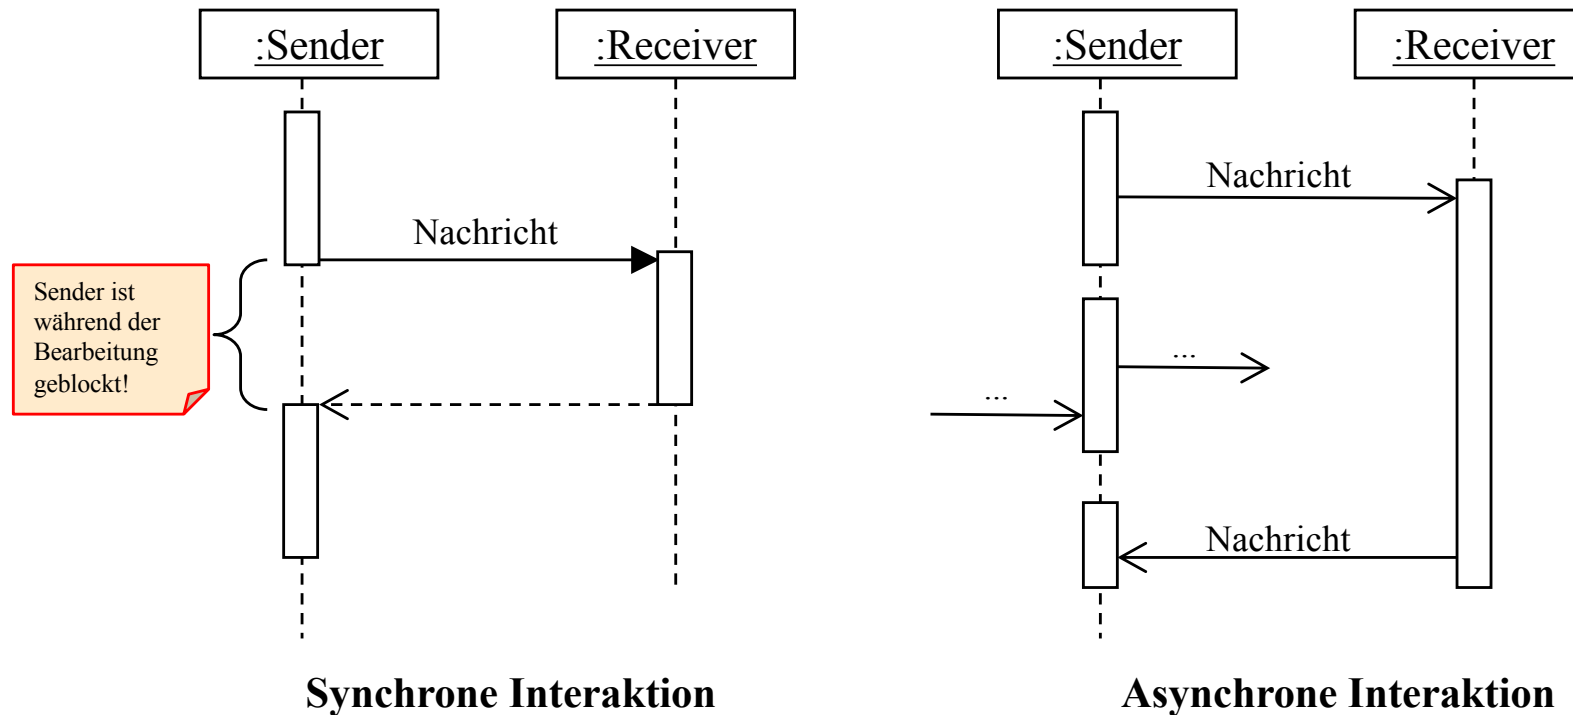 :Sender
:Receiver
Nachricht
Sender ist
während der
Bearbeitung
geblockt!
Synchrone Interaktion
:Sender
:Receiver
Nachricht
...
...
Nachricht
Asynchrone Interaktion